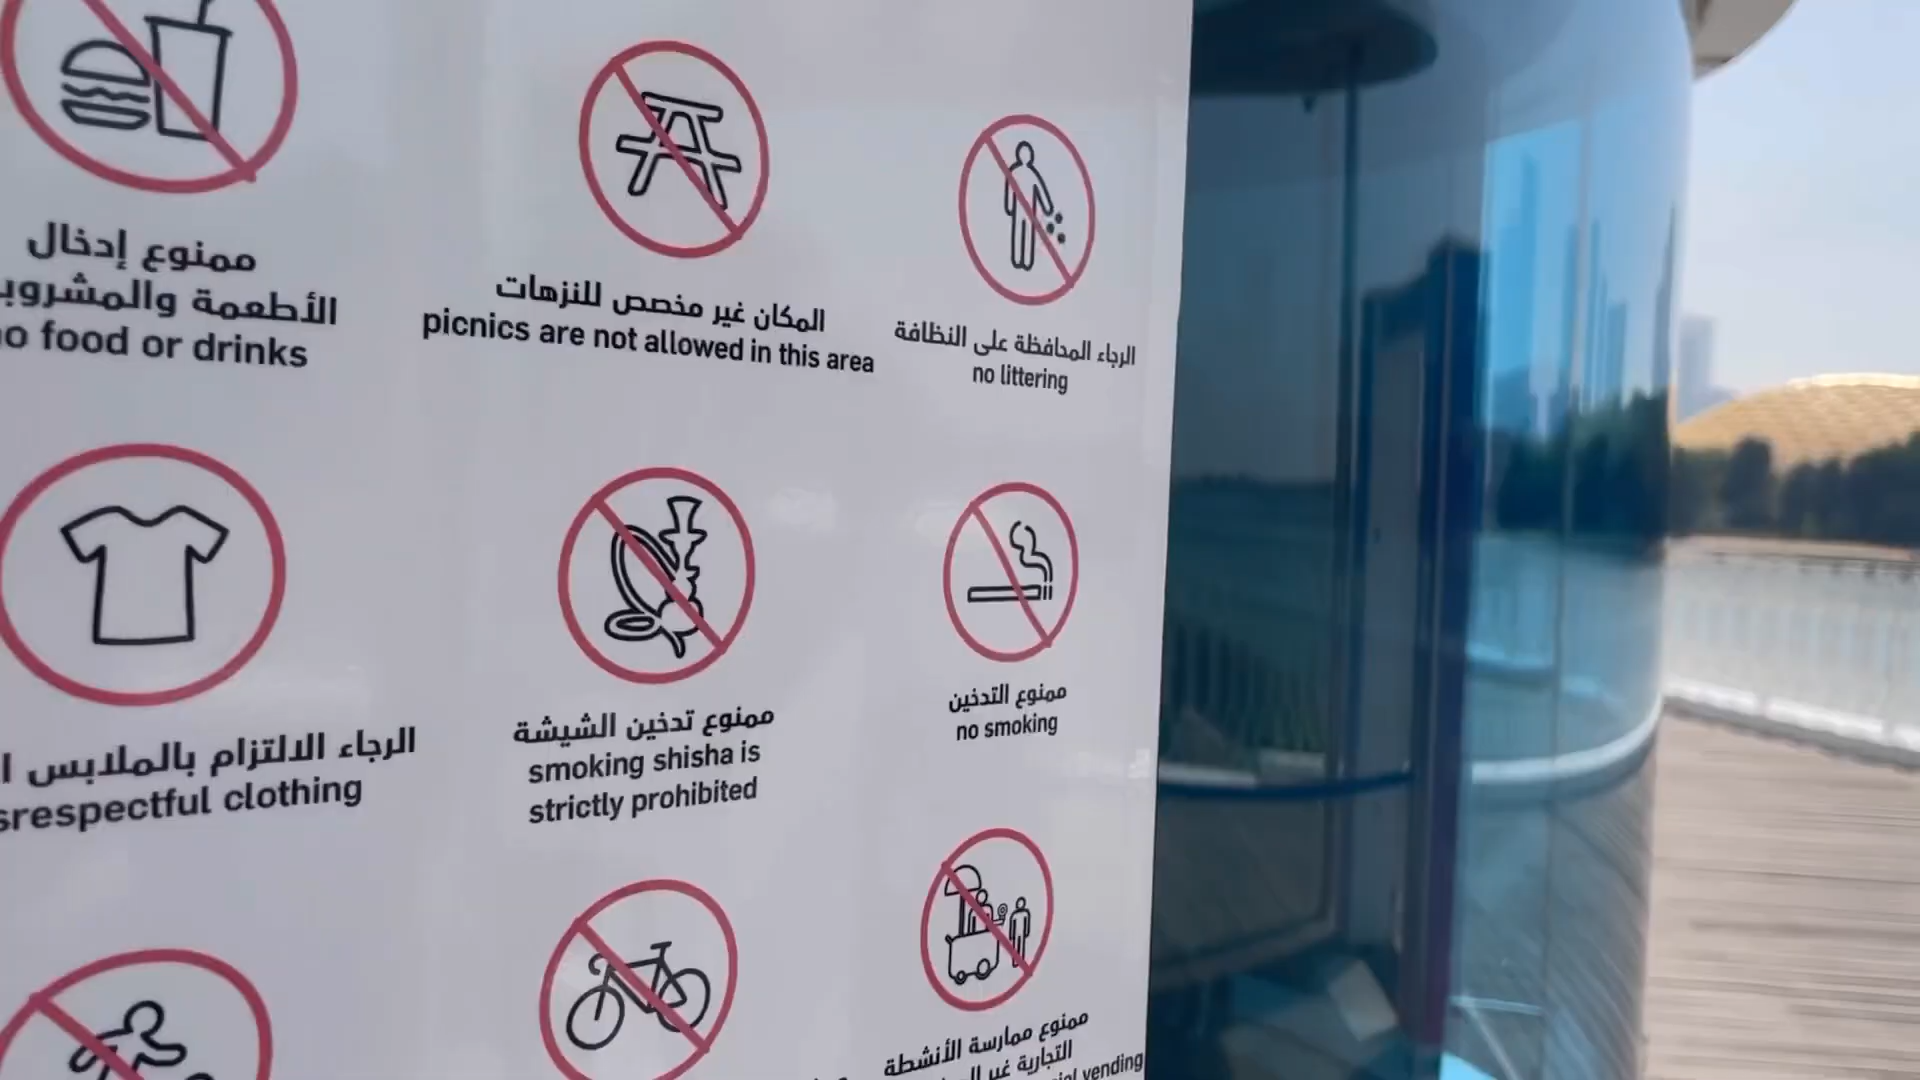 ممنوع إدخال
الأطعمة
food or drinks
المكان غير مخصص للنزهات
picnics are not allowed in this area
الرجاء المحافظة على النظافة
no littering
الرجاء الالتزام بالملابس
clothing
ممنوع تدخين الشيشة
smoking shisha is
strictly prohibited
ممنوع التدخين
no smoking
ممنوع ممارسة الأنشطة
التجارية غير
vending